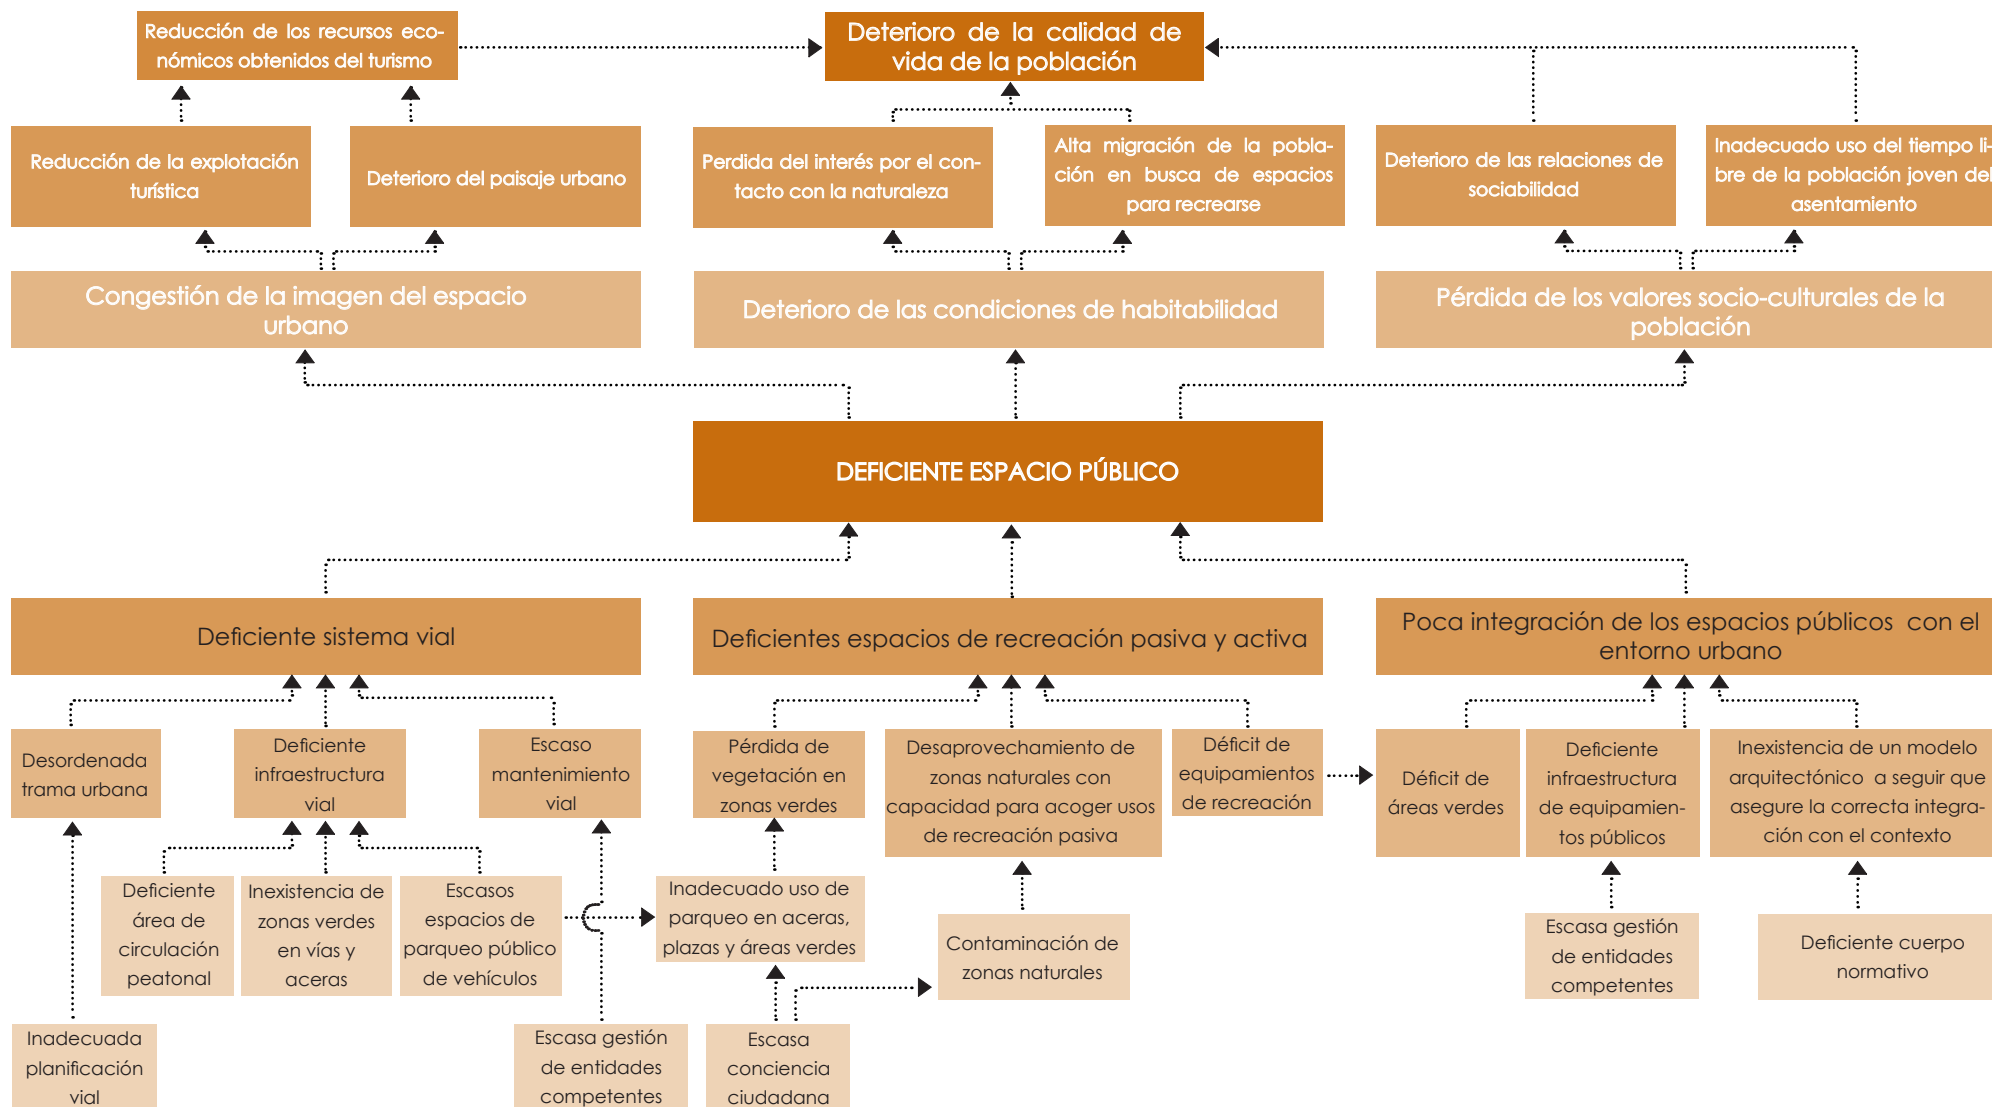 Reducción de los recursos eco-
nómicos obtenidos del turismo
Deterioro de la calidad de
vida de la población
Reducción de la explotación
turística
Deterioro del paisaje urbano
Perdida del interés por el con-
tacto con la naturaleza
Alta migración de la pobla-
ción en busca de espacios
para recrearse
Deterioro de las relaciones de
sociabilidad
Inadecuado uso del tiempo li-
bre de la población joven del
asentamiento
Congestión de la imagen del espacio
urbano
Deterioro de las condiciones de habitabilidad
Pérdida de los valores socio-culturales de la
población
DEFICIENTE ESPACIO PÚBLICO
Deficiente sistema vial
Deficientes espacios de recreación pasiva y activa
Poca integración de los espacios públicos con el
entorno urbano
Desordenada
trama urbana
Deficiente
infraestructura
vial
Escaso
mantenimiento
vial
Pérdida de
vegetación en
zonas verdes
Desaprovechamiento de
zonas naturales con
capacidad para acoger usos
de recreación pasiva
Déficit de
equipamientos
de recreación
Déficit de
áreas verdes
Deficiente
infraestructura
de equipamien-
tos públicos
Inexistencia de un modelo
arquitectónico a seguir que
asegure la correcta integra-
ción con el contexto
Deficiente
área de
circulación
peatonal
Inexistencia de
zonas verdes
en vías y
aceras
Escasos
espacios de
parqueo público
de vehículos
Inadecuado uso de
parqueo en aceras,
plazas y áreas verdes
Contaminación de
zonas naturales
Escasa gestión
de entidades
competentes
Deficiente cuerpo
normativo
Inadecuada
planificación
vial
Escasa gestión
de entidades
competentes
Escasa
conciencia
ciudadana